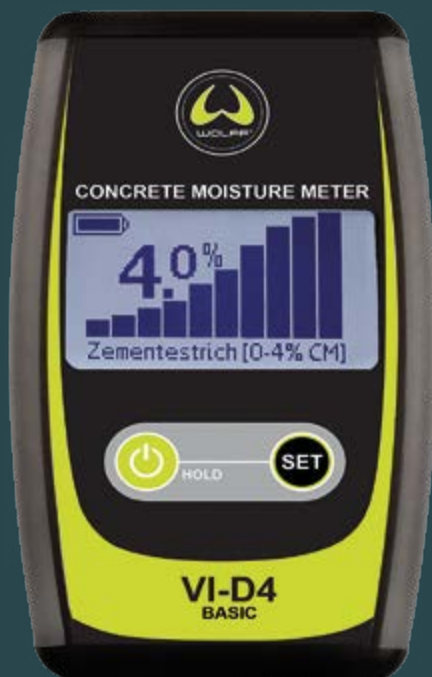 WOLFF
CONCRETE MOISTURE METER
4.0%
Zementestrich [0-4% CM]
HOLD
SET
VI-D4
BASIC